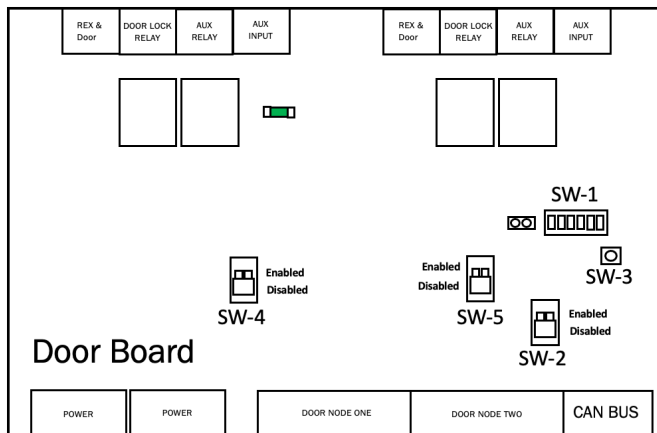 REX &
Door
DOOR LOCK
RELAY
AUX
RELAY
AUX
INPUT
REX &
Door
DOOR LOCK
RELAY
AUX
RELAY
AUX
INPUT
SW-1
SW-3
Enabled
Disabled
SW-4
Enabled
Disabled
SW-5
Enabled
Disabled
SW-2
Door Board
POWER
POWER
DOOR NODE ONE
DOOR NODE TWO
CAN BUS